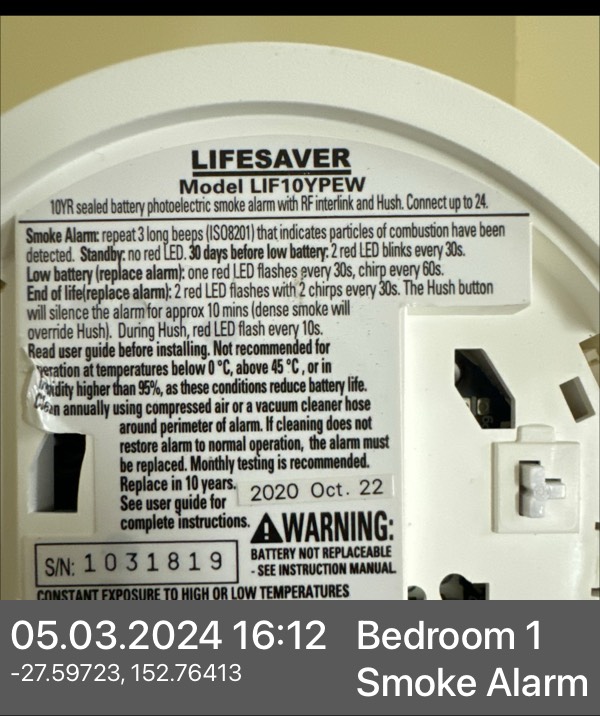 LIFESAVER
Model LIF10YPEW
10YR sealed battery photoelectric smoke alarm with RF interlink and Hush. Connect up to 24.
Smoke Alarm: repeat 3 long beeps (ISO8201) that indicates particles of combustion have been
detected. Standby: no red LED. 30 days before low battery: 2 red LED blinks every 30s.
Low battery (replace alarm): one red LED flashes every 30s, chirp every 60s.
End of life(replace alarm): 2 red LED flashes with 2 chirps every 30s. The Hush button
will silence the alarm for approx 10 mins (dense smoke will
override Hush). During Hush, red LED flash every 10s.
Read user guide before installing. Not recommended for
eration at temperatures below 0 °C, above 45 °C, or in
idity higher than 95%, as these conditions reduce battery life.
Clean annually using compressed air or a vacuum cleaner hose
around perimeter of alarm. If cleaning does not
restore alarm to normal operation, the alarm must
be replaced. Monthly testing is recommended.
Replace in 10 years. 2020 Oct. 22
See user guide for
complete instructions. WARNING:
BATTERY NOT REPLACEABLE
- SEE INSTRUCTION MANUAL
S/N: 1031819
CONSTANT EXPOSURE TO HIGH OR LOW TEMPERATURES
05.03.2024 16:12 Bedroom 1
-27.59723, 152.76413 Smoke Alarm